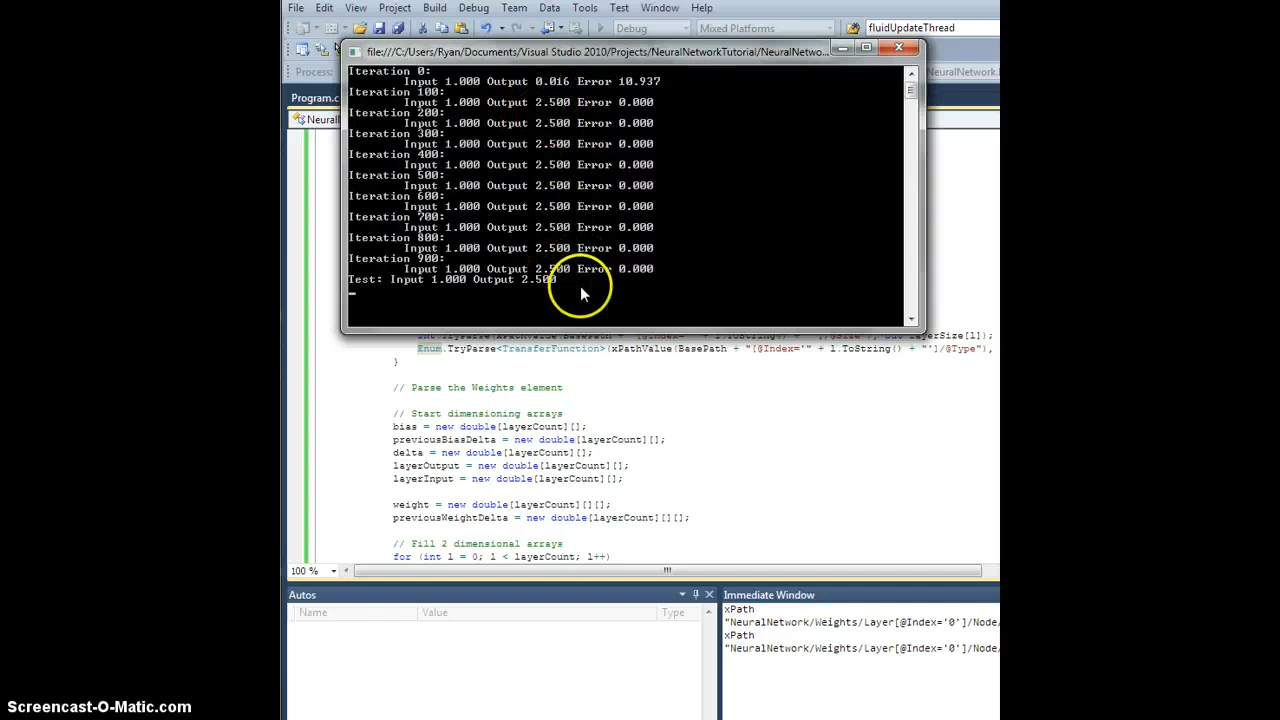 File Edit View Project Build Debug Team Data Tools Test Window Help
Debug Mixed Platforms fluidUpdateThread
Process:
file:///C:/Users/Ryan/Documents/Visual Studio 2010/Projects/NeuralNetworkTutorial/NeuralNetwo...
Program.c
Iteration 0:
Input 1.000 Output 0.016 Error 10.937
Iteration 100:
Input 1.000 Output 2.500 Error 0.000
Iteration 200:
Input 1.000 Output 2.500 Error 0.000
Iteration 300:
Input 1.000 Output 2.500 Error 0.000
Iteration 400:
Input 1.000 Output 2.500 Error 0.000
Iteration 500:
Input 1.000 Output 2.500 Error 0.000
Iteration 600:
Input 1.000 Output 2.500 Error 0.000
Iteration 700:
Input 1.000 Output 2.500 Error 0.000
Iteration 800:
Input 1.000 Output 2.500 Error 0.000
Iteration 900:
Input 1.000 Output 2.500 Error 0.000
Test: Input 1.000 Output 2.500
Enum.TryParse<TransferFunction>(xPathValue(BasePath + "[@Index='" + l.ToString() + "']/@Type"),
}
// Parse the Weights element
// Start dimensioning arrays
bias = new double[layerCount][];
previousBiasDelta = new double[layerCount][];
delta = new double[layerCount][];
layerOutput = new double[layerCount][];
layerInput = new double[layerCount][];
weight = new double[layerCount][][];
previousWeightDelta = new double[layerCount][][];
// Fill 2 dimensional arrays
for (int l = 0; l < layerCount; l++)
100 %
Autos
Name Value Type
Immediate Window
xPath
"NeuralNetwork/Weights/Layer[@Index='0']/Node/
xPath
"NeuralNetwork/Weights/Layer[@Index='0']/Node/
Screencast-O-Matic.com